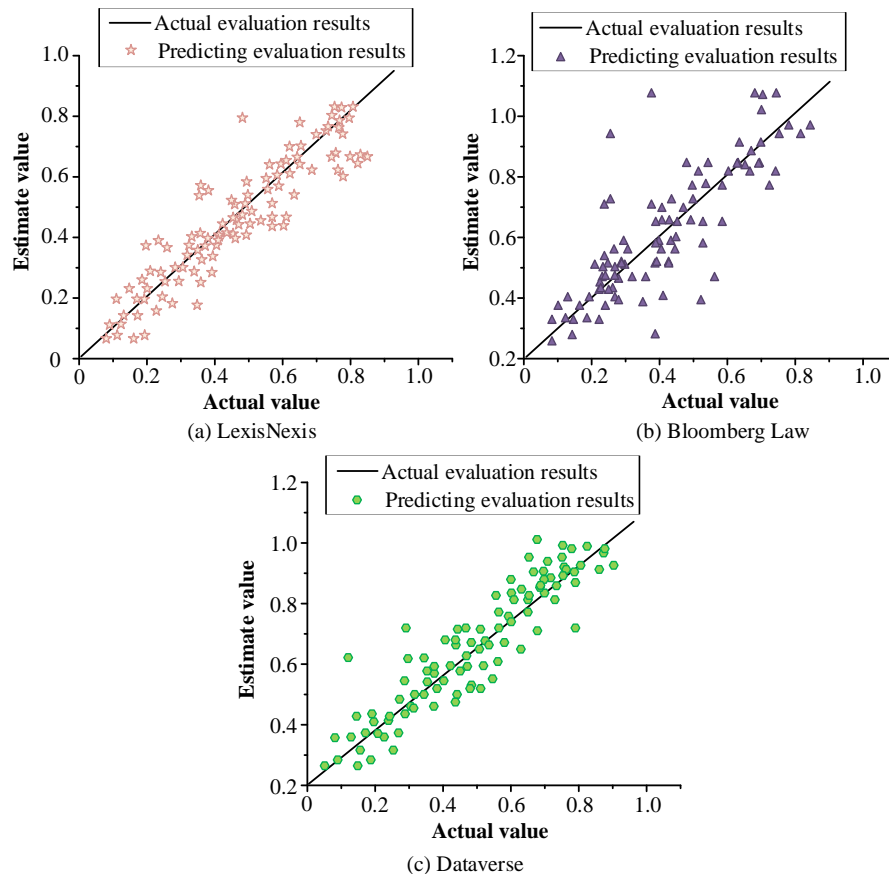 Actual evaluation results
Predicting evaluation results
1.0
0.8
0.6
0.4
0.2
0
Estimate value
0.2
0.4
0.6
0.8
1.0
Actual value
(a) LexisNexis
Actual evaluation results
Predicting evaluation results
1.2
1.0
0.8
0.6
0.4
0.2
Estimate value
0
0.2
0.4
0.6
0.8
1.0
Actual value
(b) Bloomberg Law
Actual evaluation results
Predicting evaluation results
1.2
1.0
0.8
0.6
0.4
0.2
Estimate value
0
0.2
0.4
0.6
0.8
1.0
Actual value
(c) Dataverse